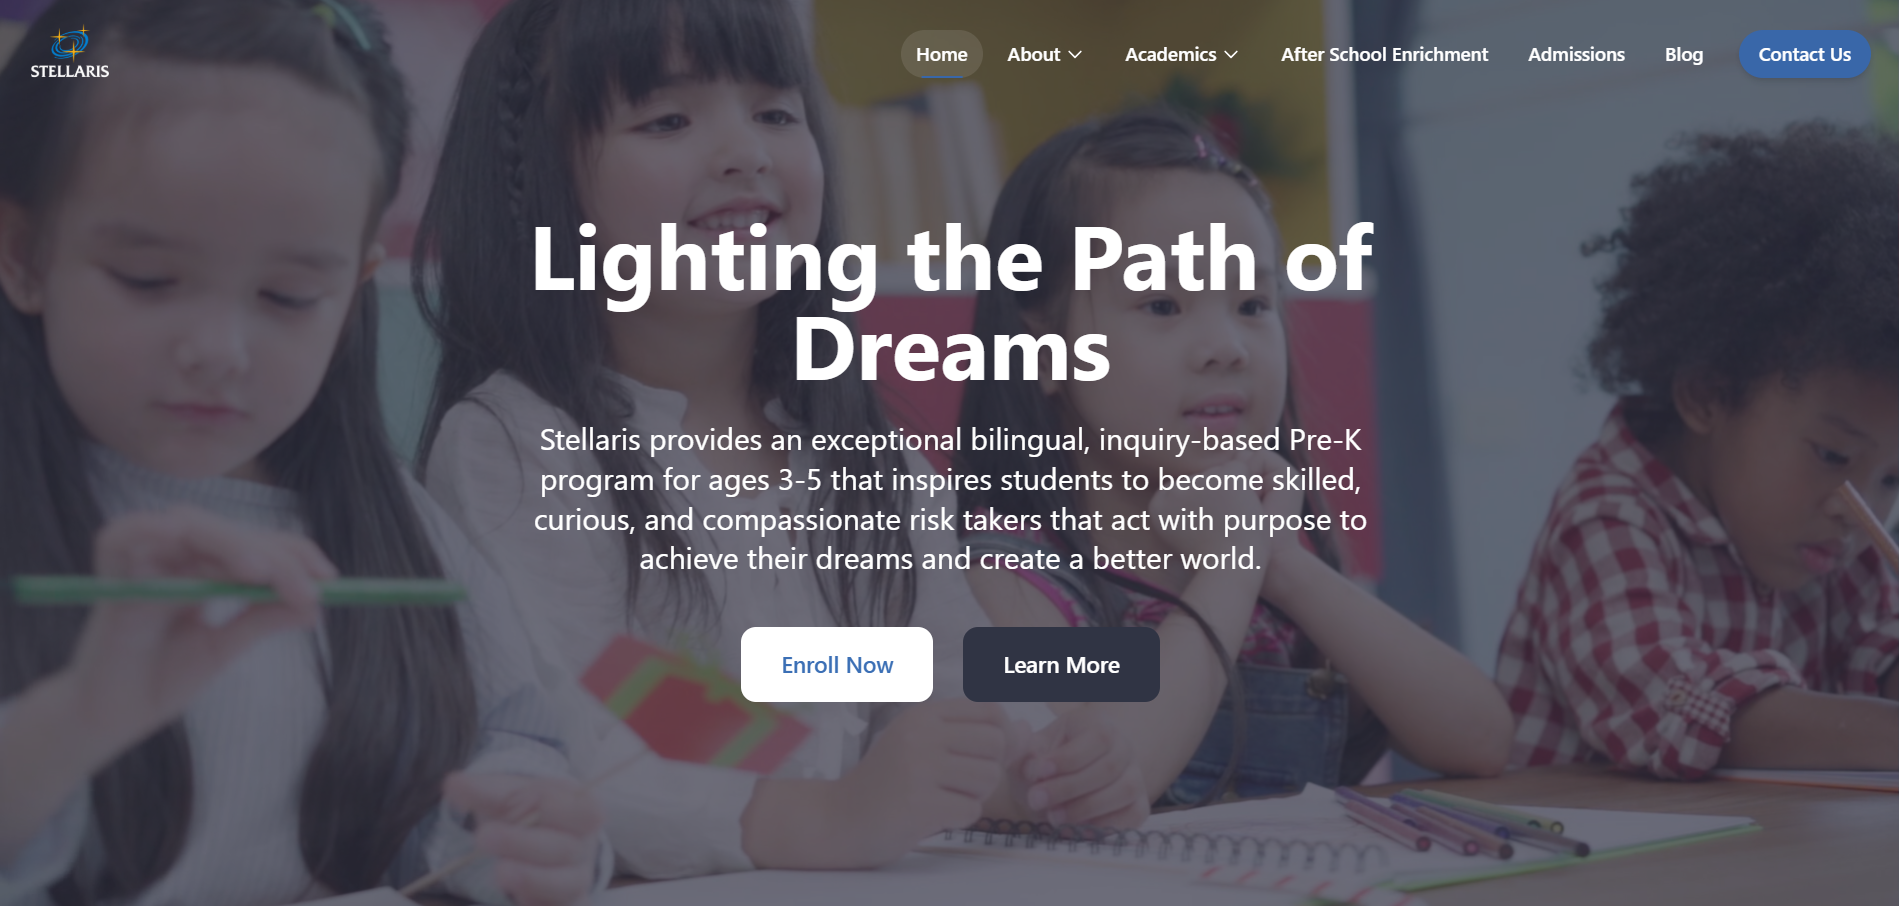 STELLARIS
Home About Academics After School Enrichment Admissions Blog Contact Us
Lighting the Path of
Dreams
Stellaris provides an exceptional bilingual, inquiry-based Pre-K
program for ages 3-5 that inspires students to become skilled,
curious, and compassionate risk takers that act with purpose to
achieve their dreams and create a better world.
Enroll Now Learn More